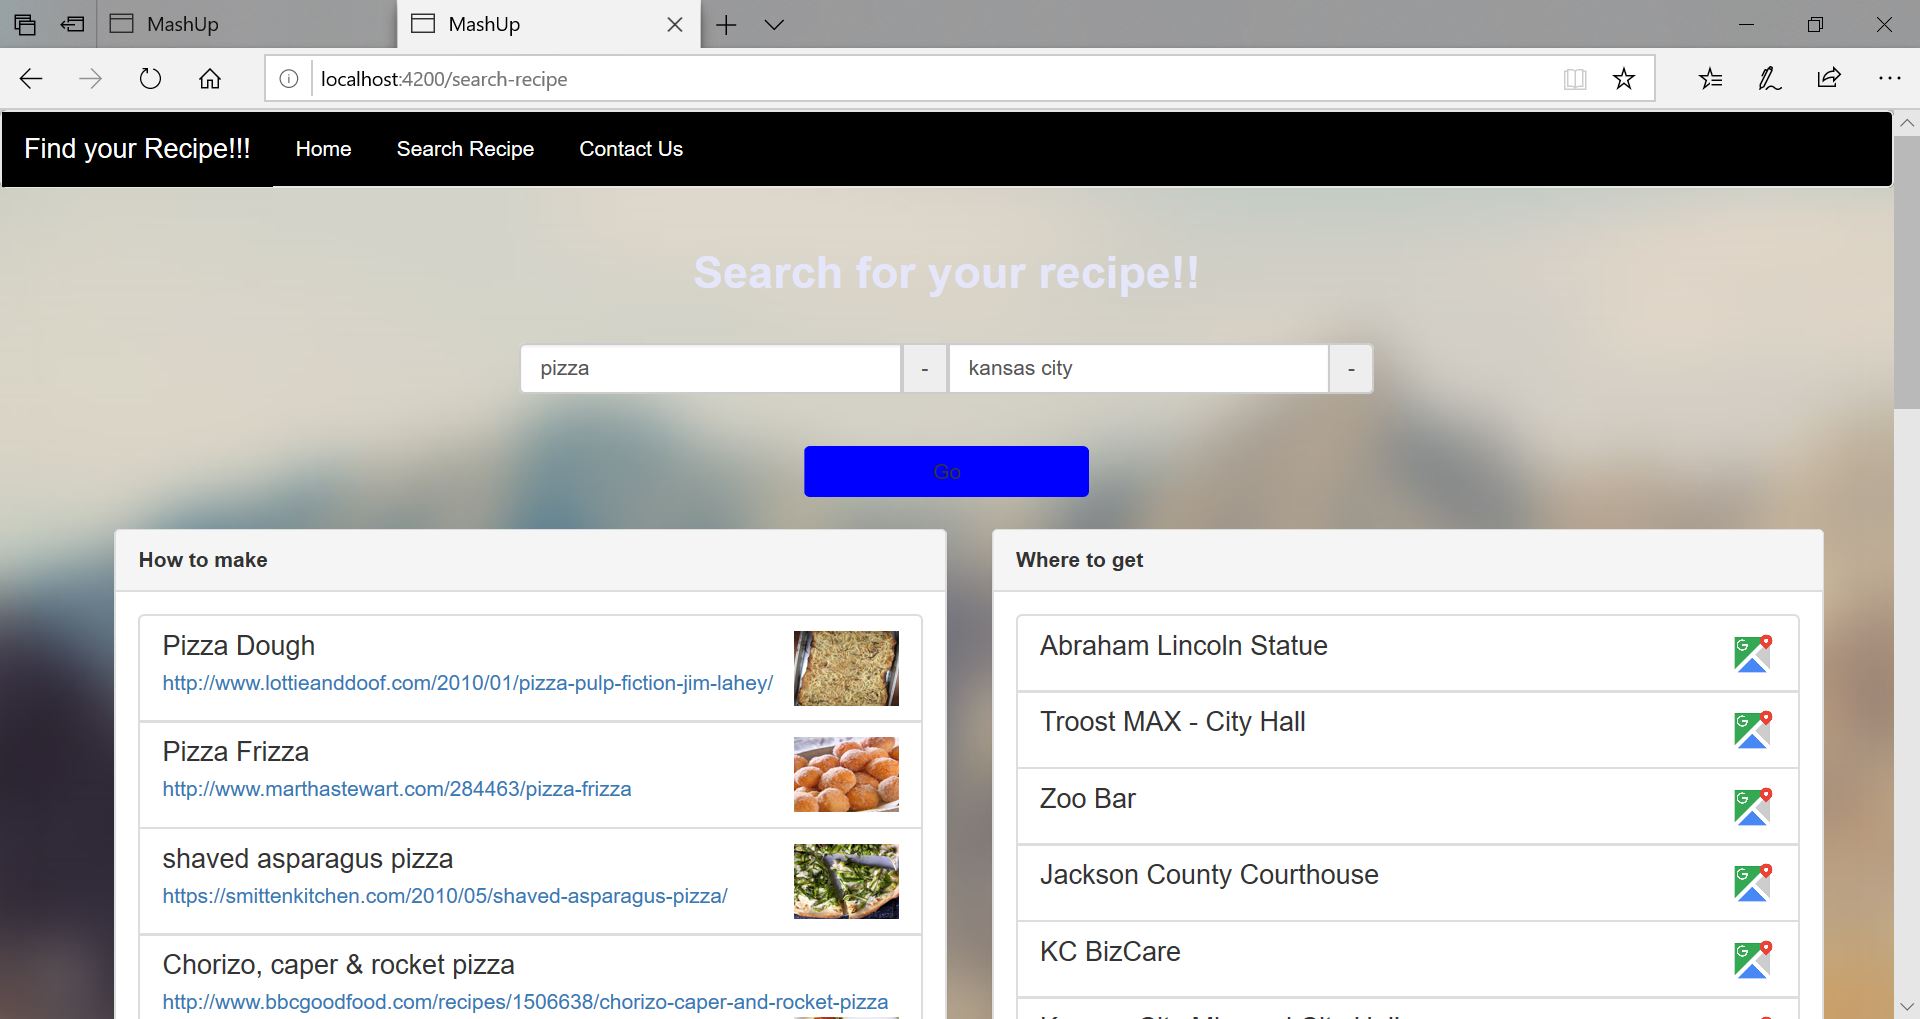 MashUp
MashUp
localhost:4200/search-recipe
Find your Recipe!!! Home Search Recipe Contact Us
Search for your recipe!!
pizza - kansas city -
Go
How to make
Pizza Dough
http://www.lottieanddoof.com/2010/01/pizza-pulp-fiction-jim-lahey/
Pizza Frizza
http://www.marthastewart.com/284463/pizza-frizza
shaved asparagus pizza
https://smittenkitchen.com/2010/05/shaved-asparagus-pizza/
Chorizo, caper & rocket pizza
http://www.bbcgoodfood.com/recipes/1506638/chorizo-caper-and-rocket-pizza
Where to get
Abraham Lincoln Statue
Troost MAX - City Hall
Zoo Bar
Jackson County Courthouse
KC BizCare